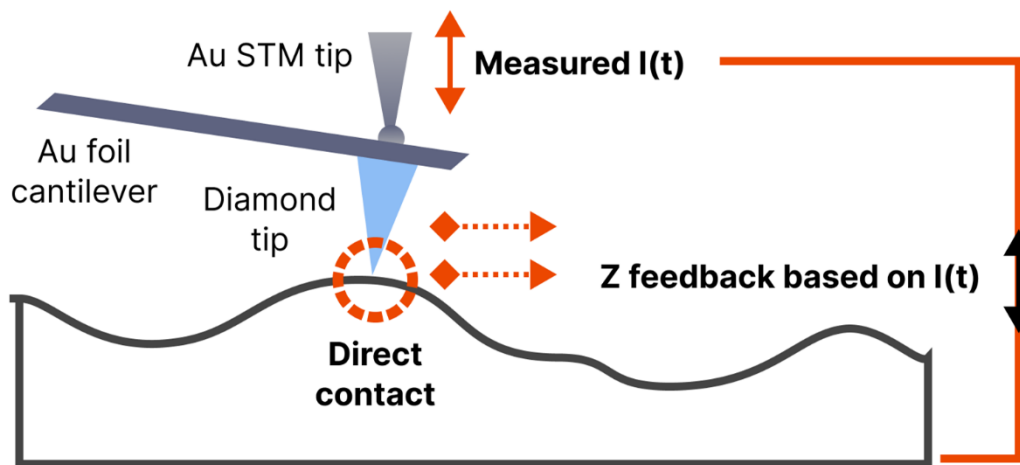 Au STM tip
Measured I(t)
Au foil
cantilever
Diamond
tip
Z feedback based on I(t)
Direct
contact